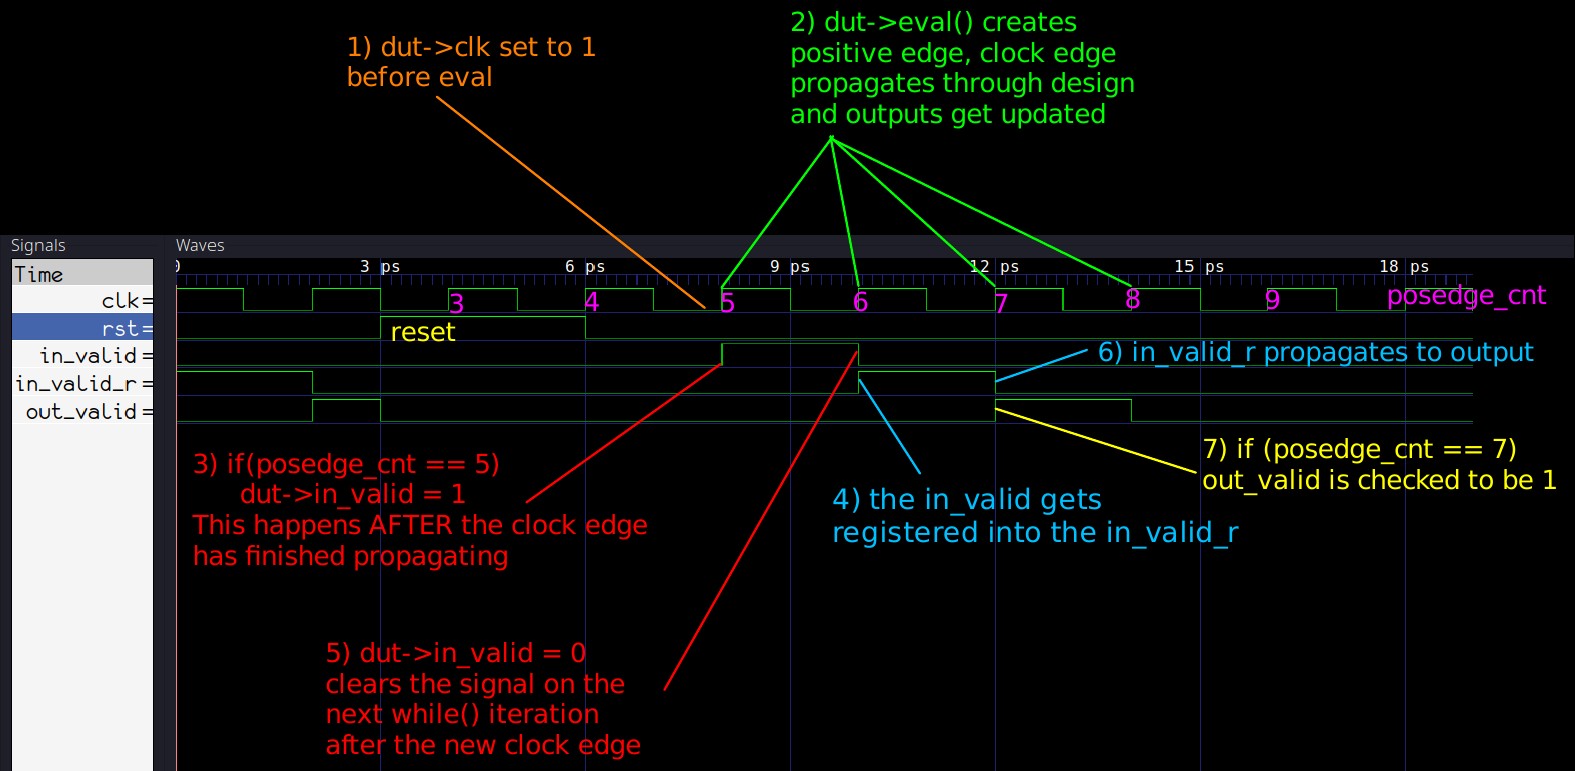 1) dut->clk set to 1
before eval
2) dut->eval() creates
positive edge, clock edge
propagates through design
and outputs get updated
Signals
Waves
Time
0
3 ps
6 ps
9 ps
12 ps
15 ps
18 ps
clk=
3
4
5
6
7
8
9
posedge_cnt
rst=
reset
in_valid=
6) in_valid_r propagates to output
in_valid_r=
out_valid=
3) if(posedge_cnt == 5)
dut->in_valid = 1
This happens AFTER the clock edge
has finished propagating
4) the in_valid gets
registered into the in_valid_r
7) if (posedge_cnt == 7)
out_valid is checked to be 1
5) dut->in_valid = 0
clears the signal on the
next while() iteration
after the new clock edge